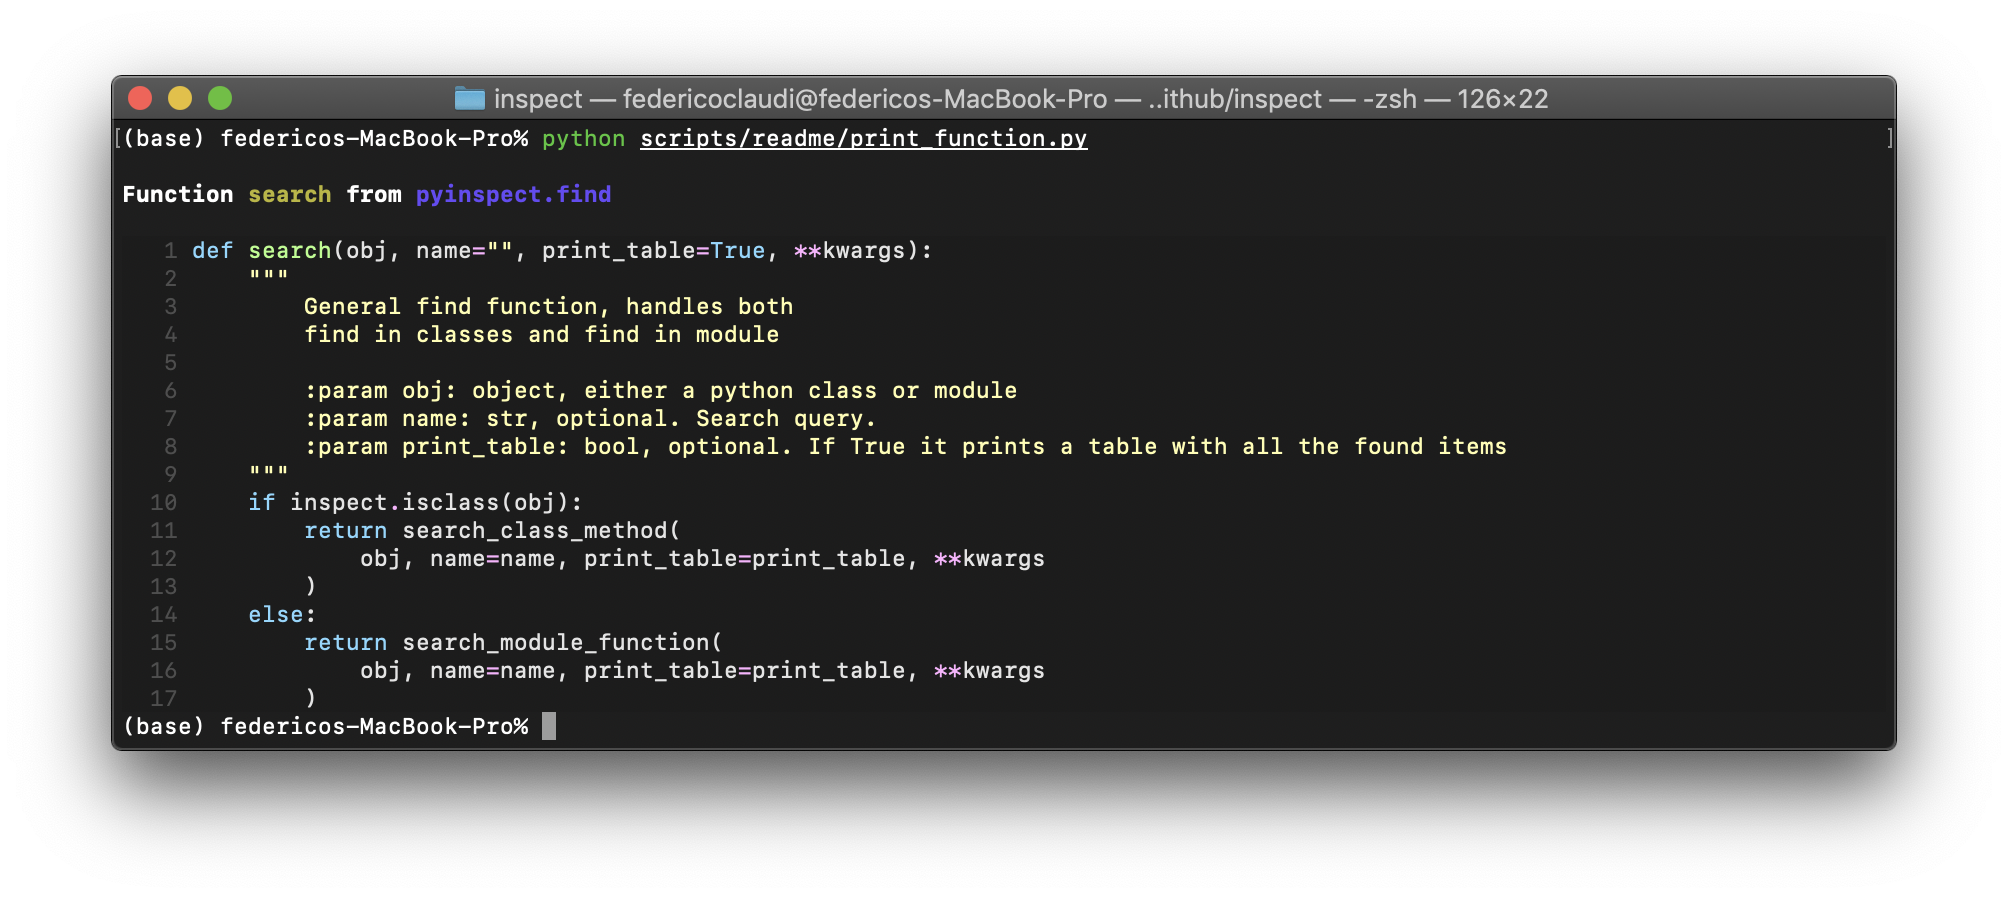 inspect — federicoclaudi@federicos-MacBook-Pro — ..ithub/inspect — -zsh — 126×22
[(base) federicos-MacBook-Pro% python scripts/readme/print_function.py ]
Function search from pyinspect.find
1 def search(obj, name="", print_table=True, **kwargs):
2     """
3         General find function, handles both
4         find in classes and find in module
5
6         :param obj: object, either a python class or module
7         :param name: str, optional. Search query.
8         :param print_table: bool, optional. If True it prints a table with all the found items
9     """
10     if inspect.isclass(obj):
11         return search_class_method(
12             obj, name=name, print_table=print_table, **kwargs
13         )
14     else:
15         return search_module_function(
16             obj, name=name, print_table=print_table, **kwargs
17         )
(base) federicos-MacBook-Pro%